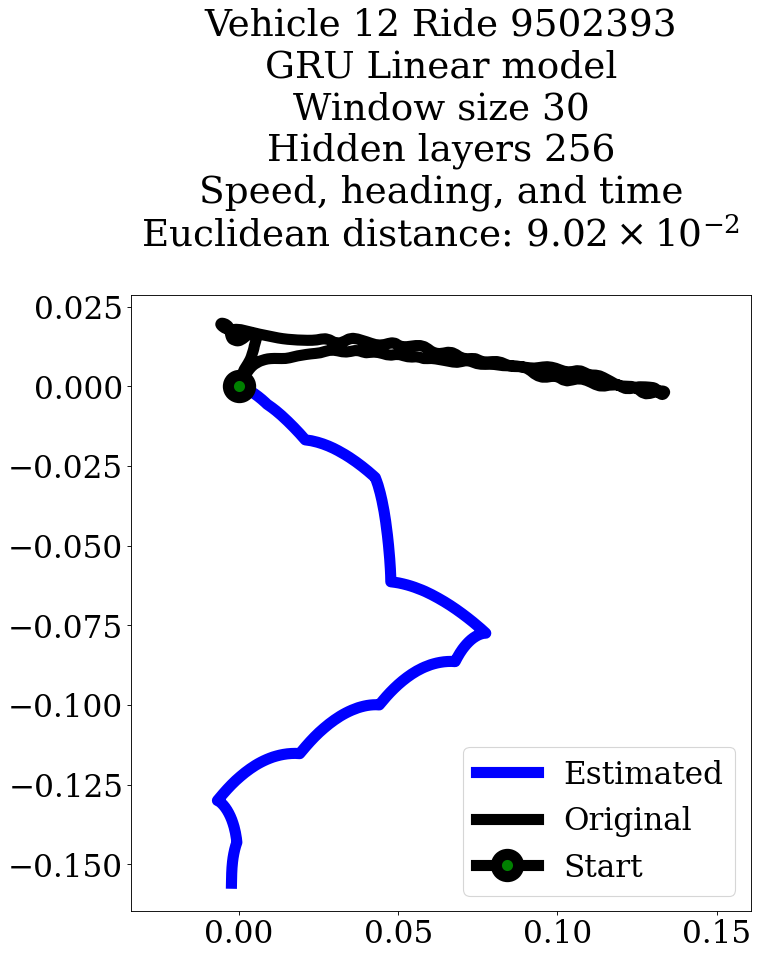 Vehicle 12 Ride 9502393
GRU Linear model
Window size 30
Hidden layers 256
Speed, heading, and time
Euclidean distance: 9.02 × 10⁻²
0.025
0.000
−0.025
−0.050
−0.075
−0.100
−0.125
−0.150
Estimated
Original
Start
0.00 0.05 0.10 0.15